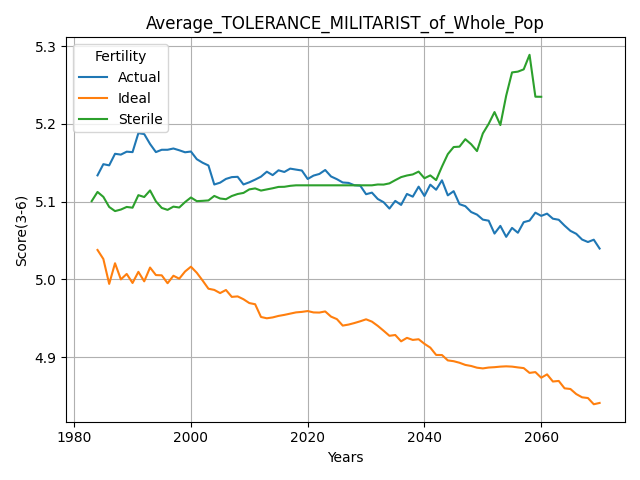 Average_TOLERANCE_MILITARIST_of_Whole_Pop
5.3
5.2
5.1
5.0
4.9
Score(3-6)
Fertility
Actual
Ideal
Sterile
1980
2000
2020
2040
2060
Years